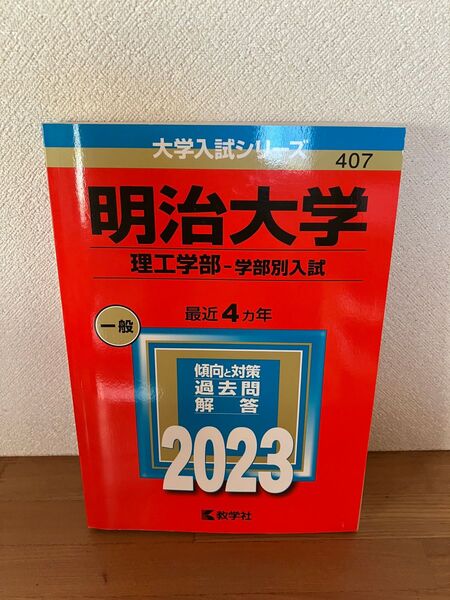 大学入試シリーズ
407
明治大学
理工学部-学部別入試
最近4ヵ年
一般
傾向と対策
過去問
解答
2023
教学社